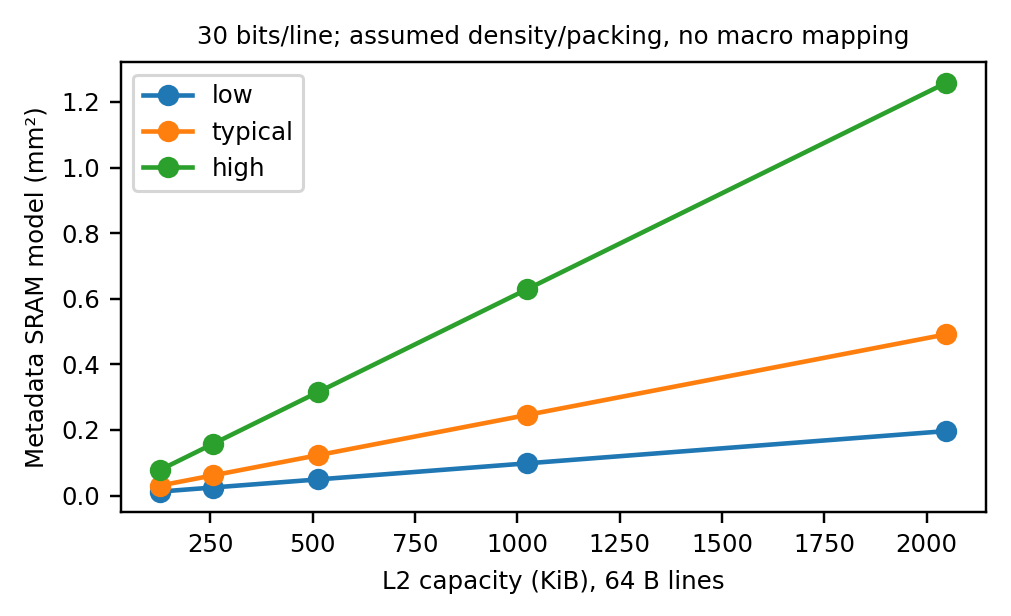 30 bits/line; assumed density/packing, no macro mapping
low
typical
high
Metadata SRAM model (mm²)
1.2
1.0
0.8
0.6
0.4
0.2
0.0
250 500 750 1000 1250 1500 1750 2000
L2 capacity (KiB), 64 B lines